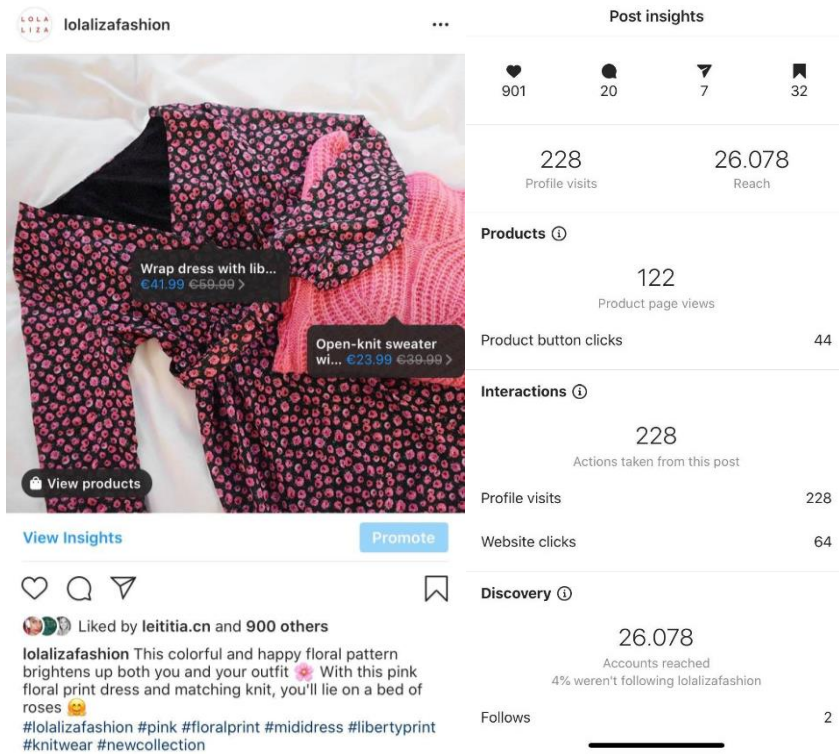 LOLA
LIZA
lolalizafashion
Wrap dress with lib...
€41.99 €59.99 >
Open-knit sweater
wi... €23.99 €39.99 >
View products
View Insights
Promote
Liked by leititia.cn and 900 others
lolalizafashion This colorful and happy floral pattern
brightens up both you and your outfit 🌸 With this pink
floral print dress and matching knit, you'll lie on a bed of
roses 🤗
#lolalizafashion #pink #floralprint #mididress #libertyprint
#knitwear #newcollection
Post insights
901 20 7 32
228 26.078
Profile visits Reach
Products
122
Product page views
Product button clicks 44
Interactions
228
Actions taken from this post
Profile visits 228
Website clicks 64
Discovery
26.078
Accounts reached
4% weren't following lolalizafashion
Follows 2